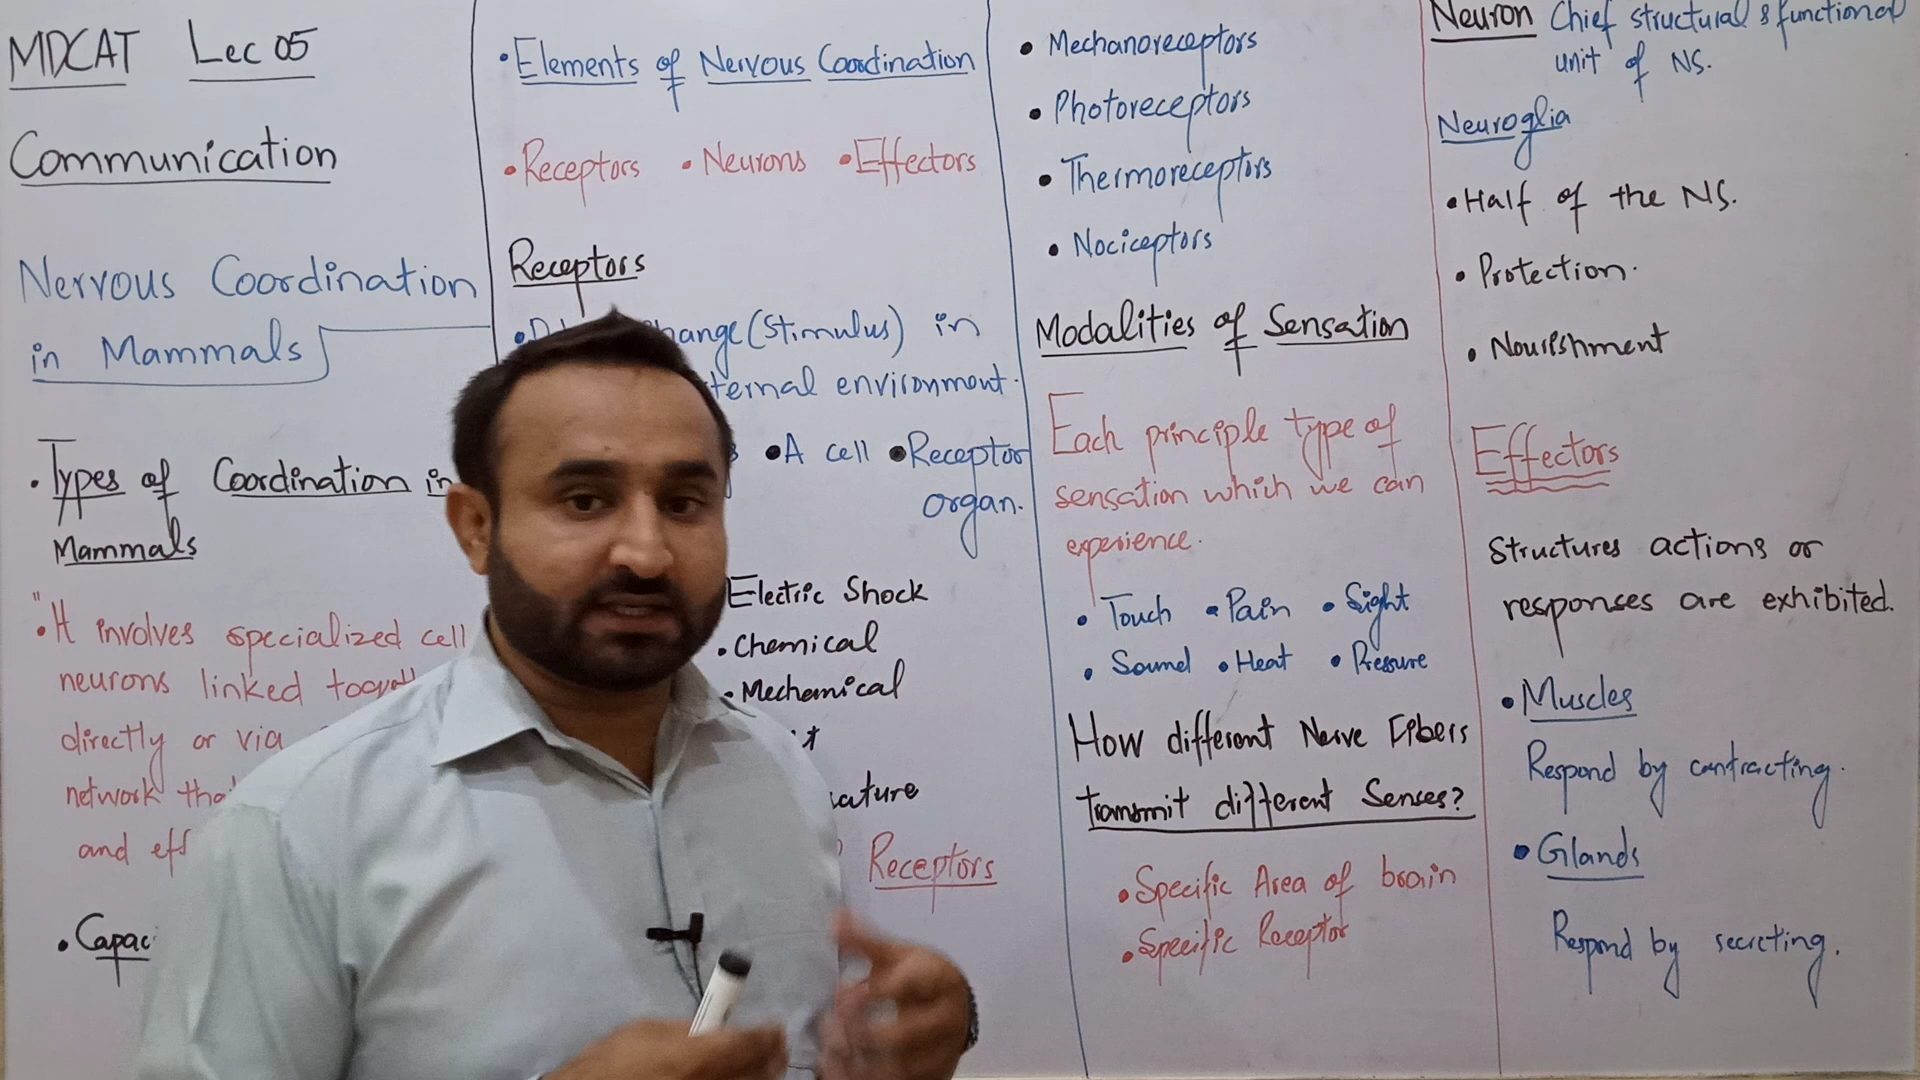 MDCAT Lec 05
Communication
Nervous Coordination
in Mammals
• Types of Coordination in
Mammals
"• It involves specialized cell
neurons linked
directly or via
network
and
•
• Elements of Nervous Coordination
• Receptors • Neurons • Effectors
Receptors
• (Stimulus) in
environment.
• A cell • Receptor
organ.
Electric Shock
• Chemical
• Mechanical
Receptors
• Mechanoreceptors
• Photoreceptors
• Thermoreceptors
• Nociceptors
Modalities of Sensation
Each principle type of
sensation which we can
experience.
• Touch • Pain • Sight
• Sound • Heat • Pressure
How different Nerve Fibers
transmit different Senses?
• Specific Area of brain
• Specific Receptor
Neuron Chief structural & functional
unit of NS.
Neuroglia
• Half of the NS.
• Protection.
• Nourishment
Effectors
Structures actions or
responses are exhibited.
• Muscles
Respond by contracting.
• Glands
Respond by secreting.